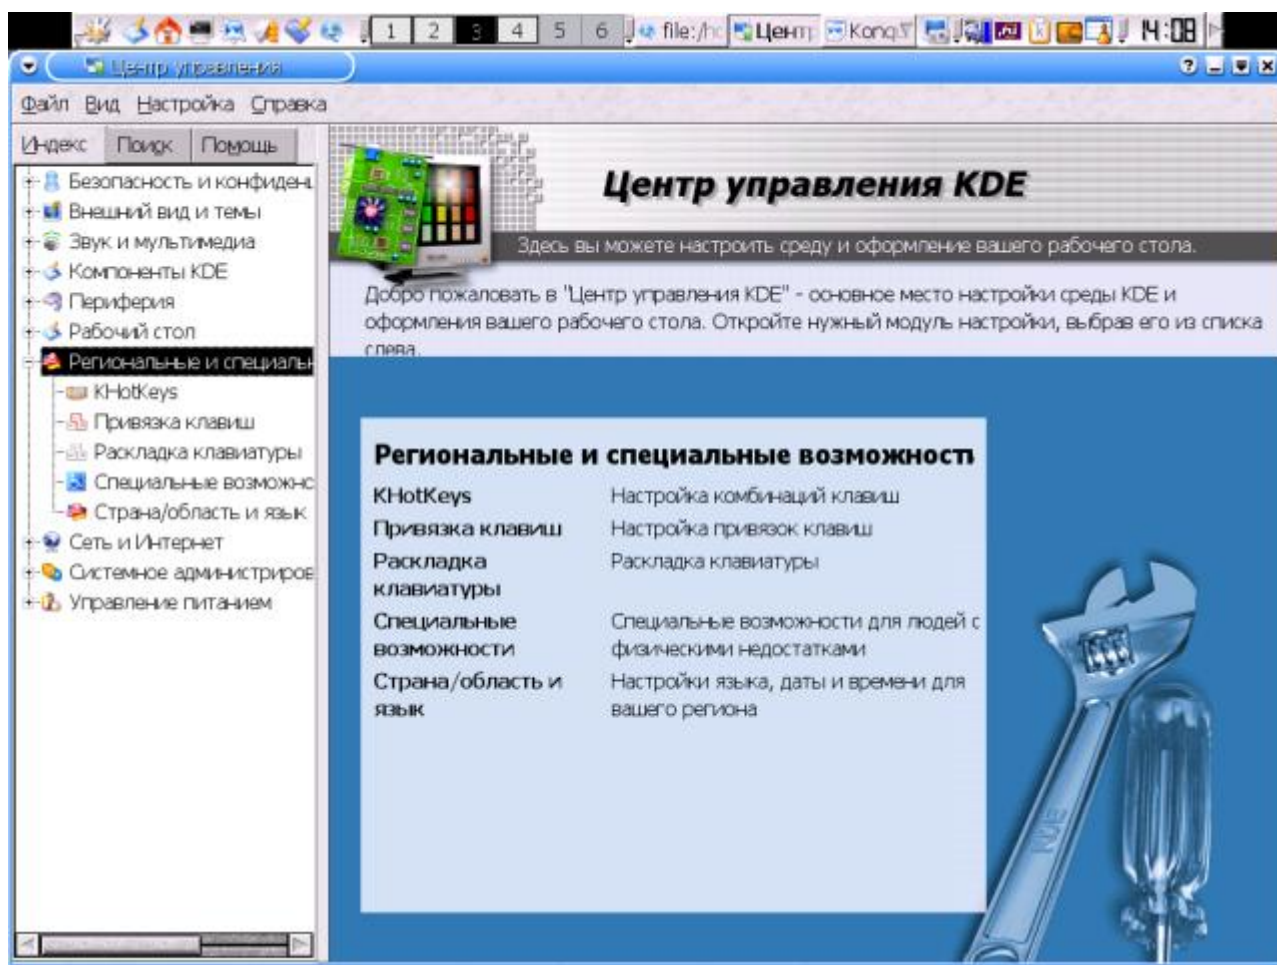 1 2 3 4 5 6 file:/ho Центр Konq 14:08
Центр управления
Файл Вид Настройка Справка
Индекс Поиск Помощь
Безопасность и конфиденц
Внешний вид и темы
Звук и мультимедиа
Компоненты KDE
Периферия
Рабочий стол
Региональные и специальн
KHotKeys
Привязка клавиш
Раскладка клавиатуры
Специальные возможнс
Страна/область и язык
Сеть и Интернет
Системное администриров
Управление питанием
Центр управления KDE
Здесь вы можете настроить среду и оформление вашего рабочего стола.
Добро пожаловать в "Центр управления KDE" - основное место настройки среды KDE и
оформления вашего рабочего стола. Откройте нужный модуль настройки, выбрав его из списка
слева.
Региональные и специальные возможности
KHotKeys Настройка комбинаций клавиш
Привязка клавиш Настройка привязок клавиш
Раскладка Раскладка клавиатуры
клавиатуры
Специальные Специальные возможности для людей с
возможности физическими недостатками
Страна/область и Настройки языка, даты и времени для
язык вашего региона
KDE